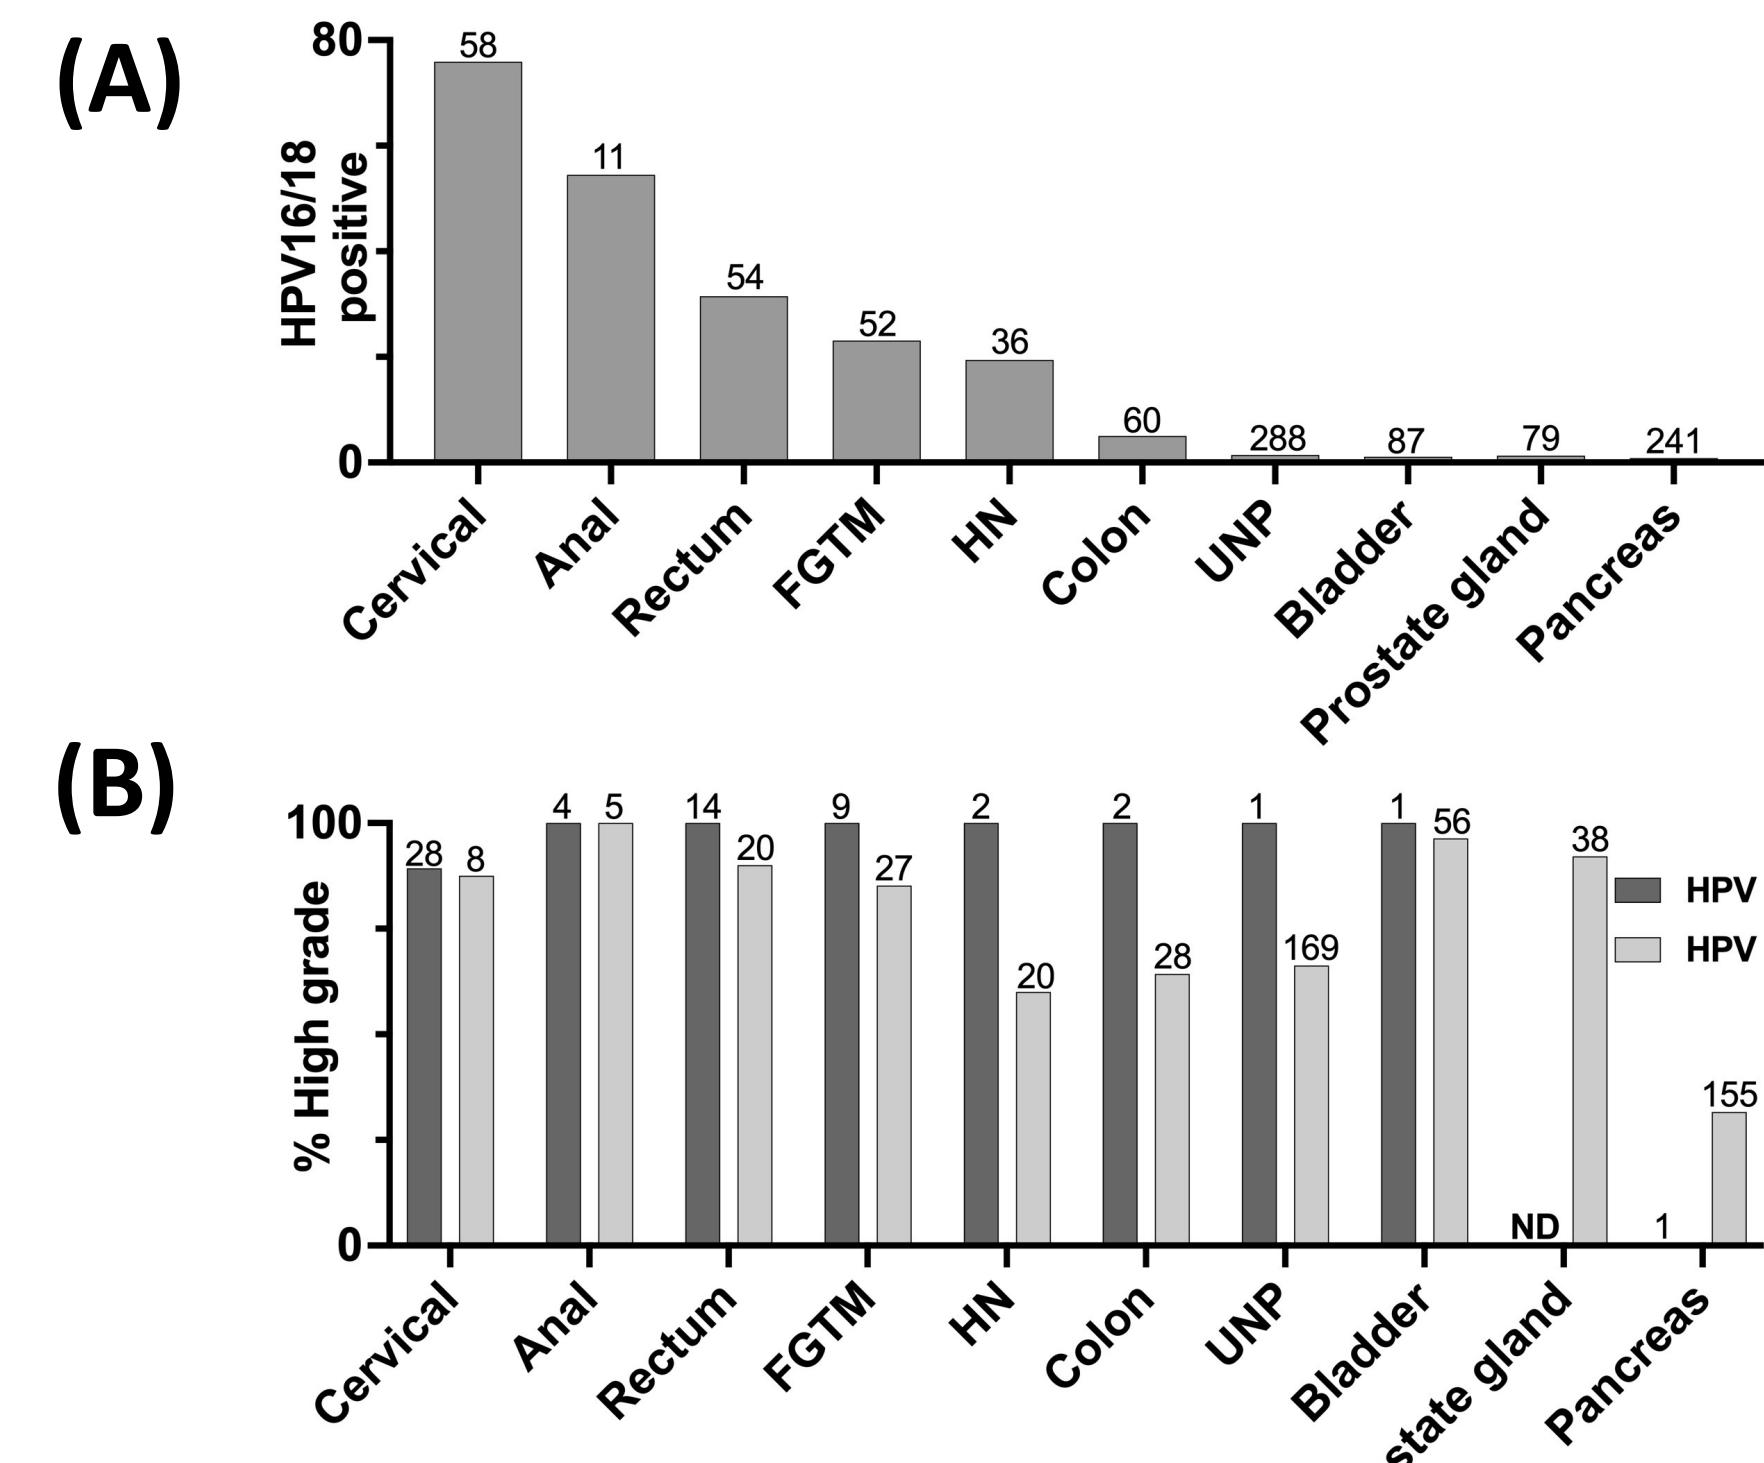 (A)
80
0
HPV16/18
positive
58
11
54
52
36
60
288
87
79
241
Cervical
Anal
Rectum
FGTM
HN
Colon
UNP
Bladder
Prostate gland
Pancreas
(B)
100
0
% High grade
28
8
4
5
14
20
9
27
2
20
2
28
1
169
1
56
ND
38
1
155
HPV
HPV
Cervical
Anal
Rectum
FGTM
HN
Colon
UNP
Bladder
state gland
Pancreas